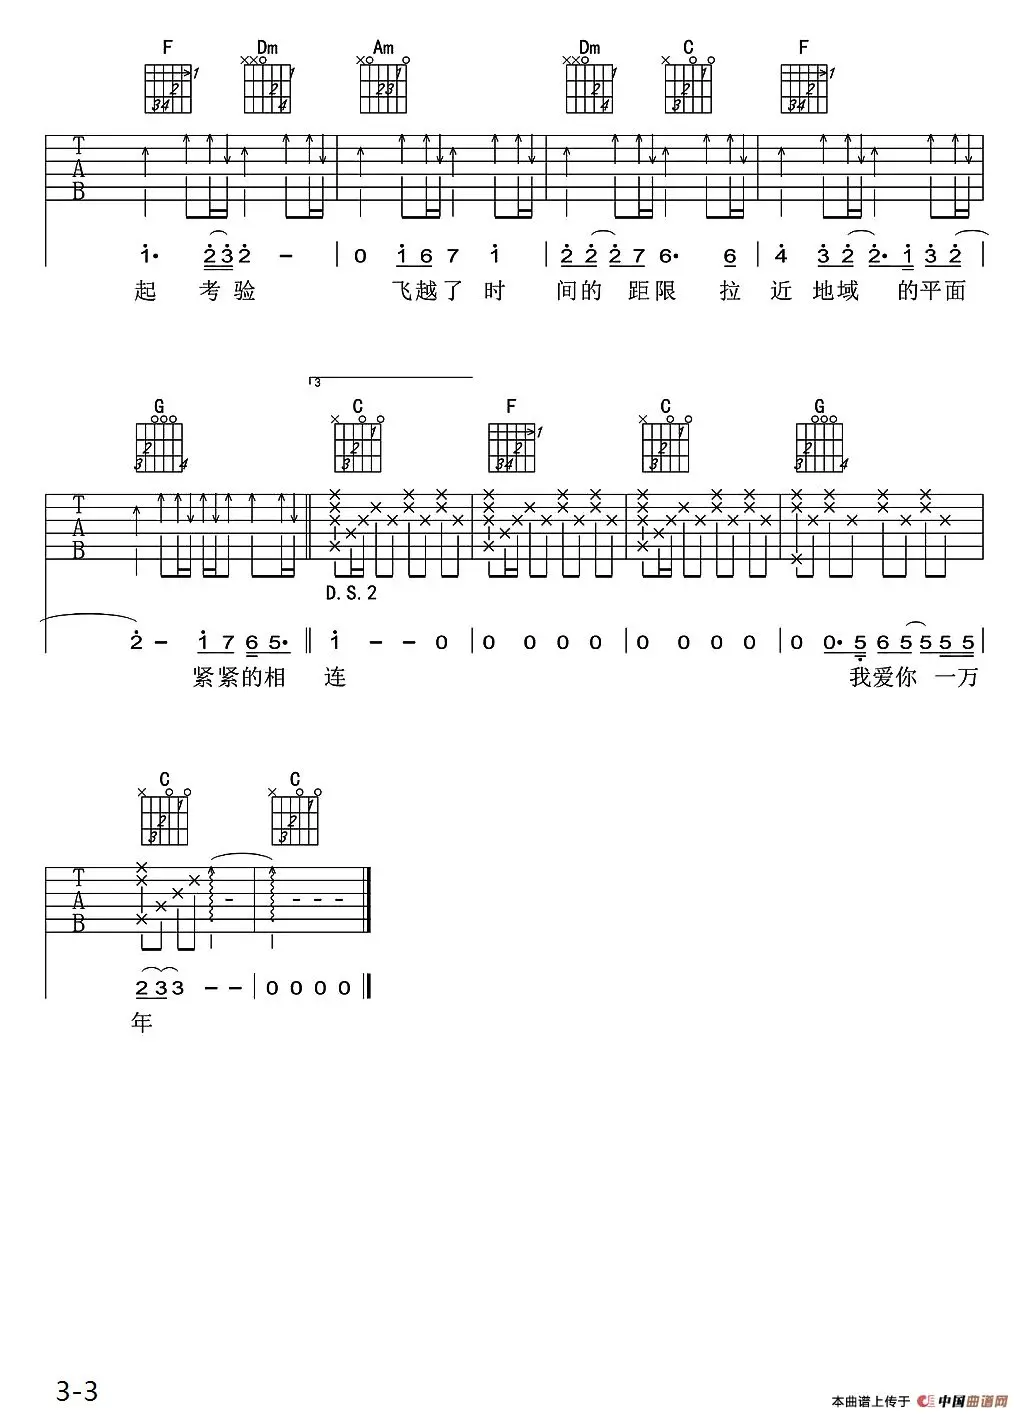 F Dm Am Dm C F
T
A
B
1· 2 3 2 – | 0 1 6 7 1 | 2 2 2 7 6· 6 | 4 3 2 2· 1 3 2 |
起 考 验 飞 越 了 时 间 的 距 限 拉 近 地 域 的 平 面
3
G C F C G
T
A
B
D.S.2
2 – 1 7 6 5· || 1 – – 0 | 0 0 0 0 | 0 0 0 0 | 0 0· 5 6 5 5 5 5 |
紧 紧 的 相 连 我 爱 你 一 万
C C
T
A
B
2 3 3 – – | 0 0 0 0 ||
年
3-3
本曲谱上传于 中国曲谱网